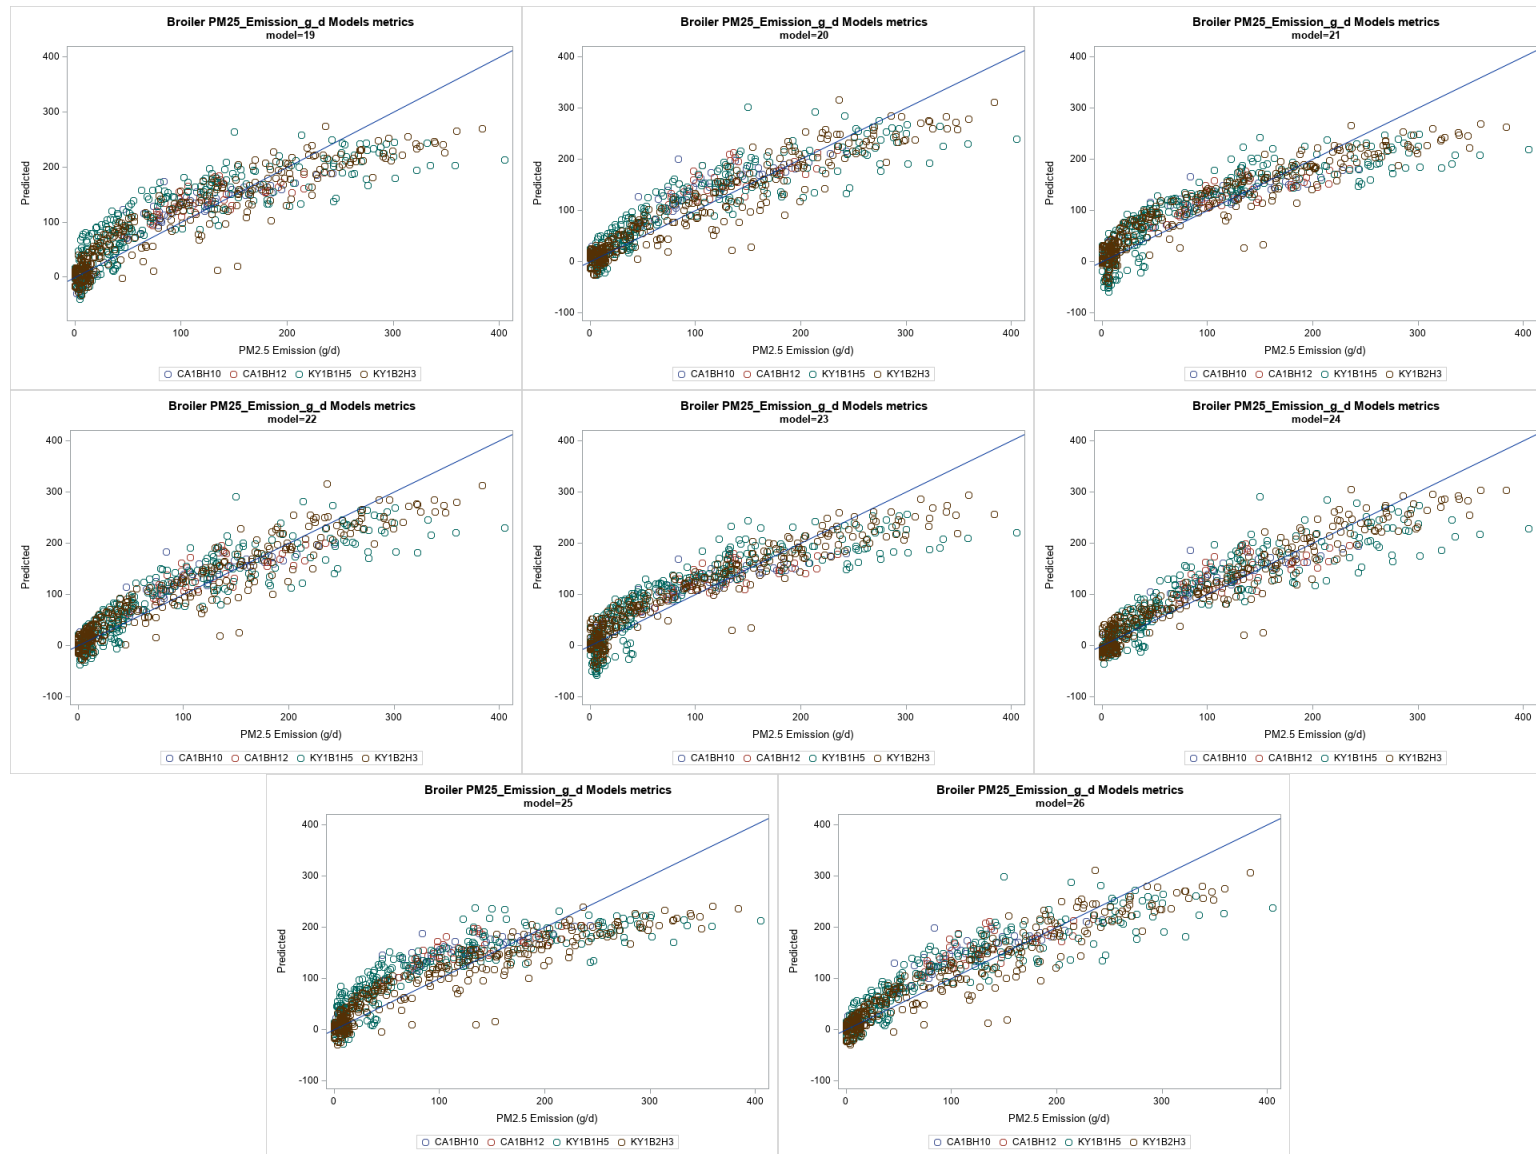 Broiler PM25_Emission_g_d Models metrics
model=19
400
300
200
100
0
Predicted
0 100 200 300 400
PM2.5 Emission (g/d)
CA1BH10 CA1BH12 KY1B1H5 KY1B2H3
Broiler PM25_Emission_g_d Models metrics
model=20
400
300
200
100
0
-100
Predicted
0 100 200 300 400
PM2.5 Emission (g/d)
CA1BH10 CA1BH12 KY1B1H5 KY1B2H3
Broiler PM25_Emission_g_d Models metrics
model=21
400
300
200
100
0
-100
Predicted
0 100 200 300 400
PM2.5 Emission (g/d)
CA1BH10 CA1BH12 KY1B1H5 KY1B2H3
Broiler PM25_Emission_g_d Models metrics
model=22
400
300
200
100
0
-100
Predicted
0 100 200 300 400
PM2.5 Emission (g/d)
CA1BH10 CA1BH12 KY1B1H5 KY1B2H3
Broiler PM25_Emission_g_d Models metrics
model=23
400
300
200
100
0
-100
Predicted
0 100 200 300 400
PM2.5 Emission (g/d)
CA1BH10 CA1BH12 KY1B1H5 KY1B2H3
Broiler PM25_Emission_g_d Models metrics
model=24
400
300
200
100
0
-100
Predicted
0 100 200 300 400
PM2.5 Emission (g/d)
CA1BH10 CA1BH12 KY1B1H5 KY1B2H3
Broiler PM25_Emission_g_d Models metrics
model=25
400
300
200
100
0
-100
Predicted
0 100 200 300 400
PM2.5 Emission (g/d)
CA1BH10 CA1BH12 KY1B1H5 KY1B2H3
Broiler PM25_Emission_g_d Models metrics
model=26
400
300
200
100
0
-100
Predicted
0 100 200 300 400
PM2.5 Emission (g/d)
CA1BH10 CA1BH12 KY1B1H5 KY1B2H3